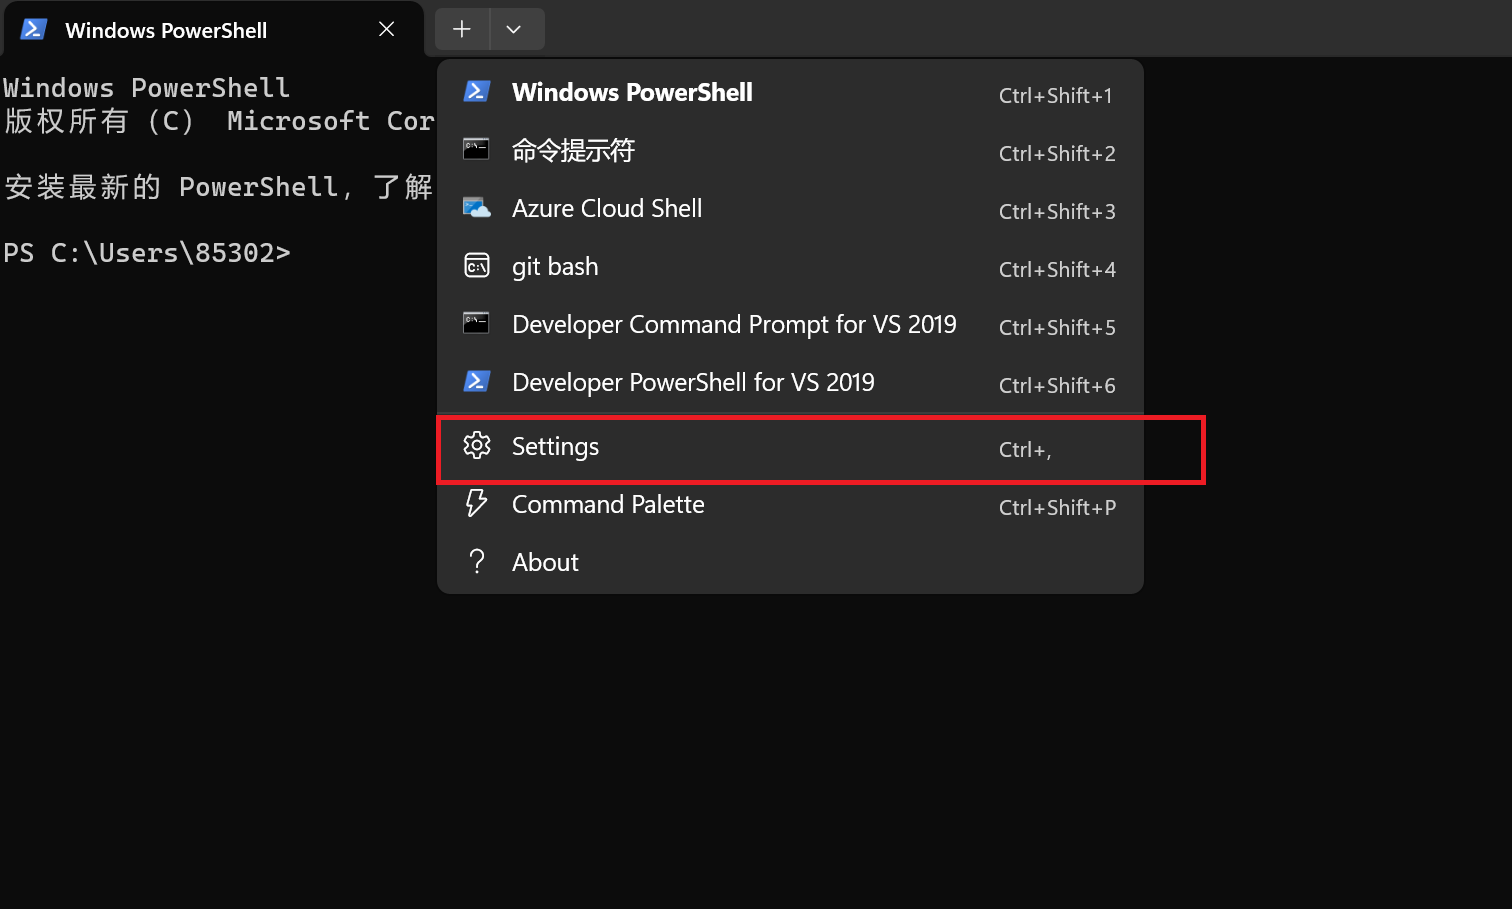 Windows PowerShell
Windows PowerShell
版权所有 (C) Microsoft Cor
安装最新的 PowerShell，了解
PS C:\Users\85302>
Windows PowerShell Ctrl+Shift+1
命令提示符 Ctrl+Shift+2
Azure Cloud Shell Ctrl+Shift+3
git bash Ctrl+Shift+4
Developer Command Prompt for VS 2019 Ctrl+Shift+5
Developer PowerShell for VS 2019 Ctrl+Shift+6
Settings Ctrl+,
Command Palette Ctrl+Shift+P
About